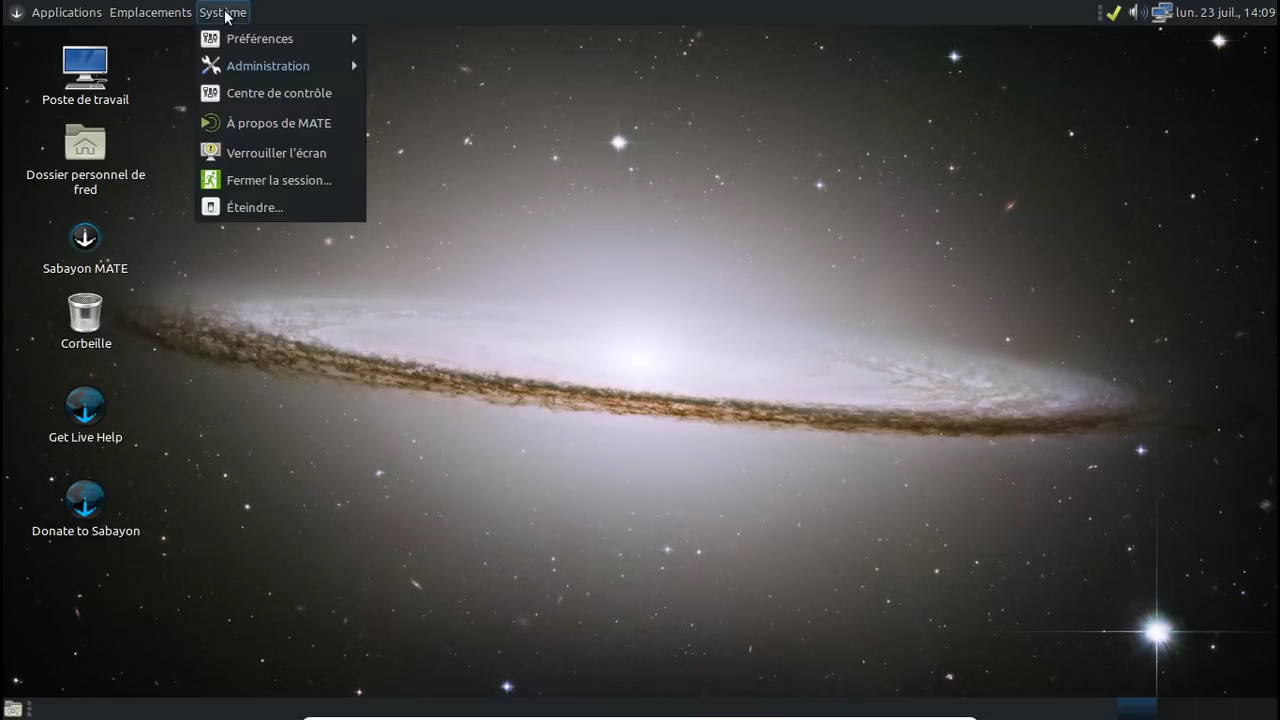 Applications Emplacements Système lun. 23 juil., 14:09
Préférences
Administration
Centre de contrôle
À propos de MATE
Verrouiller l'écran
Fermer la session...
Éteindre...
Poste de travail
Dossier personnel de
fred
Sabayon MATE
Corbeille
Get Live Help
Donate to Sabayon